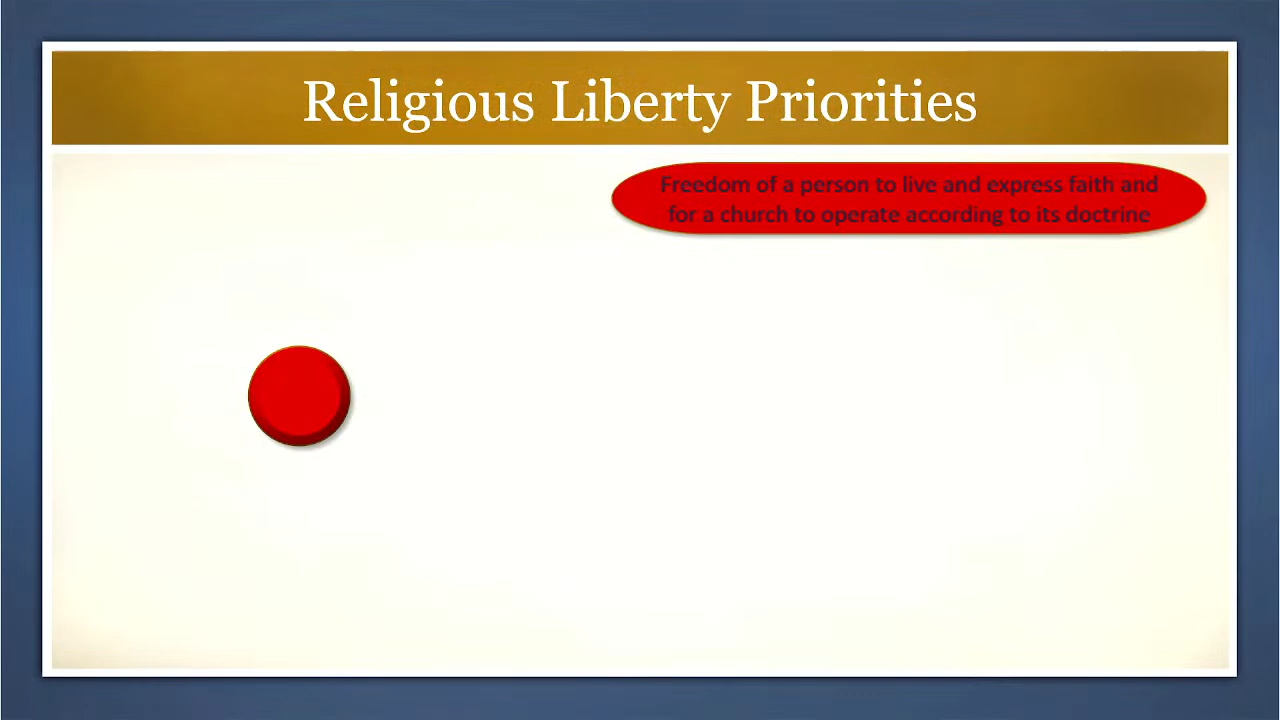 Religious Liberty Priorities
Freedom of a person to live and express faith and
for a church to operate according to its doctrine